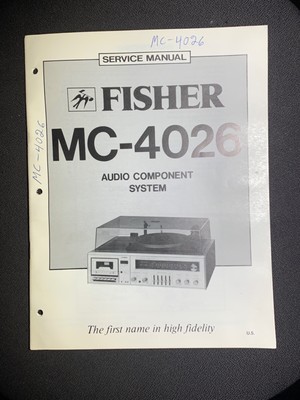 MC-4026
SERVICE MANUAL
FISHER
MC-4026
MC-4026
AUDIO COMPONENT
SYSTEM
The first name in high fidelity
U.S.